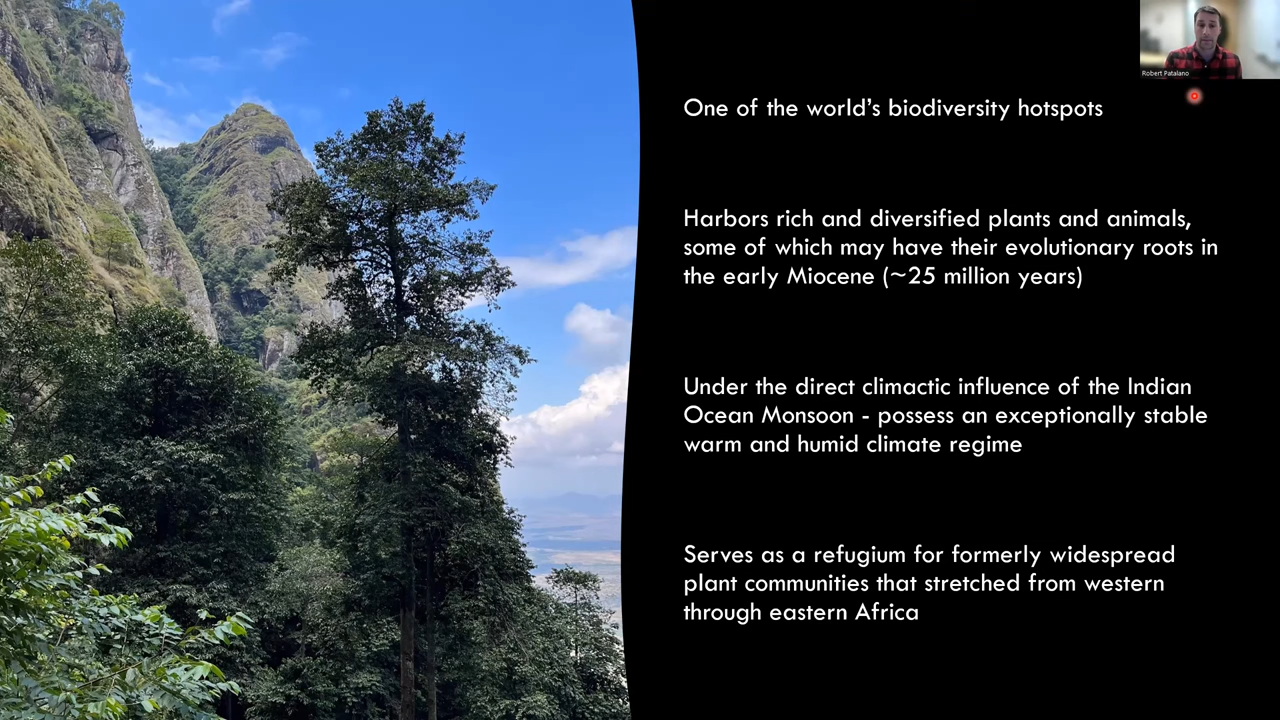 Robert Patalano
One of the world's biodiversity hotspots
Harbors rich and diversified plants and animals,
some of which may have their evolutionary roots in
the early Miocene (~25 million years)
Under the direct climactic influence of the Indian
Ocean Monsoon - possess an exceptionally stable
warm and humid climate regime
Serves as a refugium for formerly widespread
plant communities that stretched from western
through eastern Africa